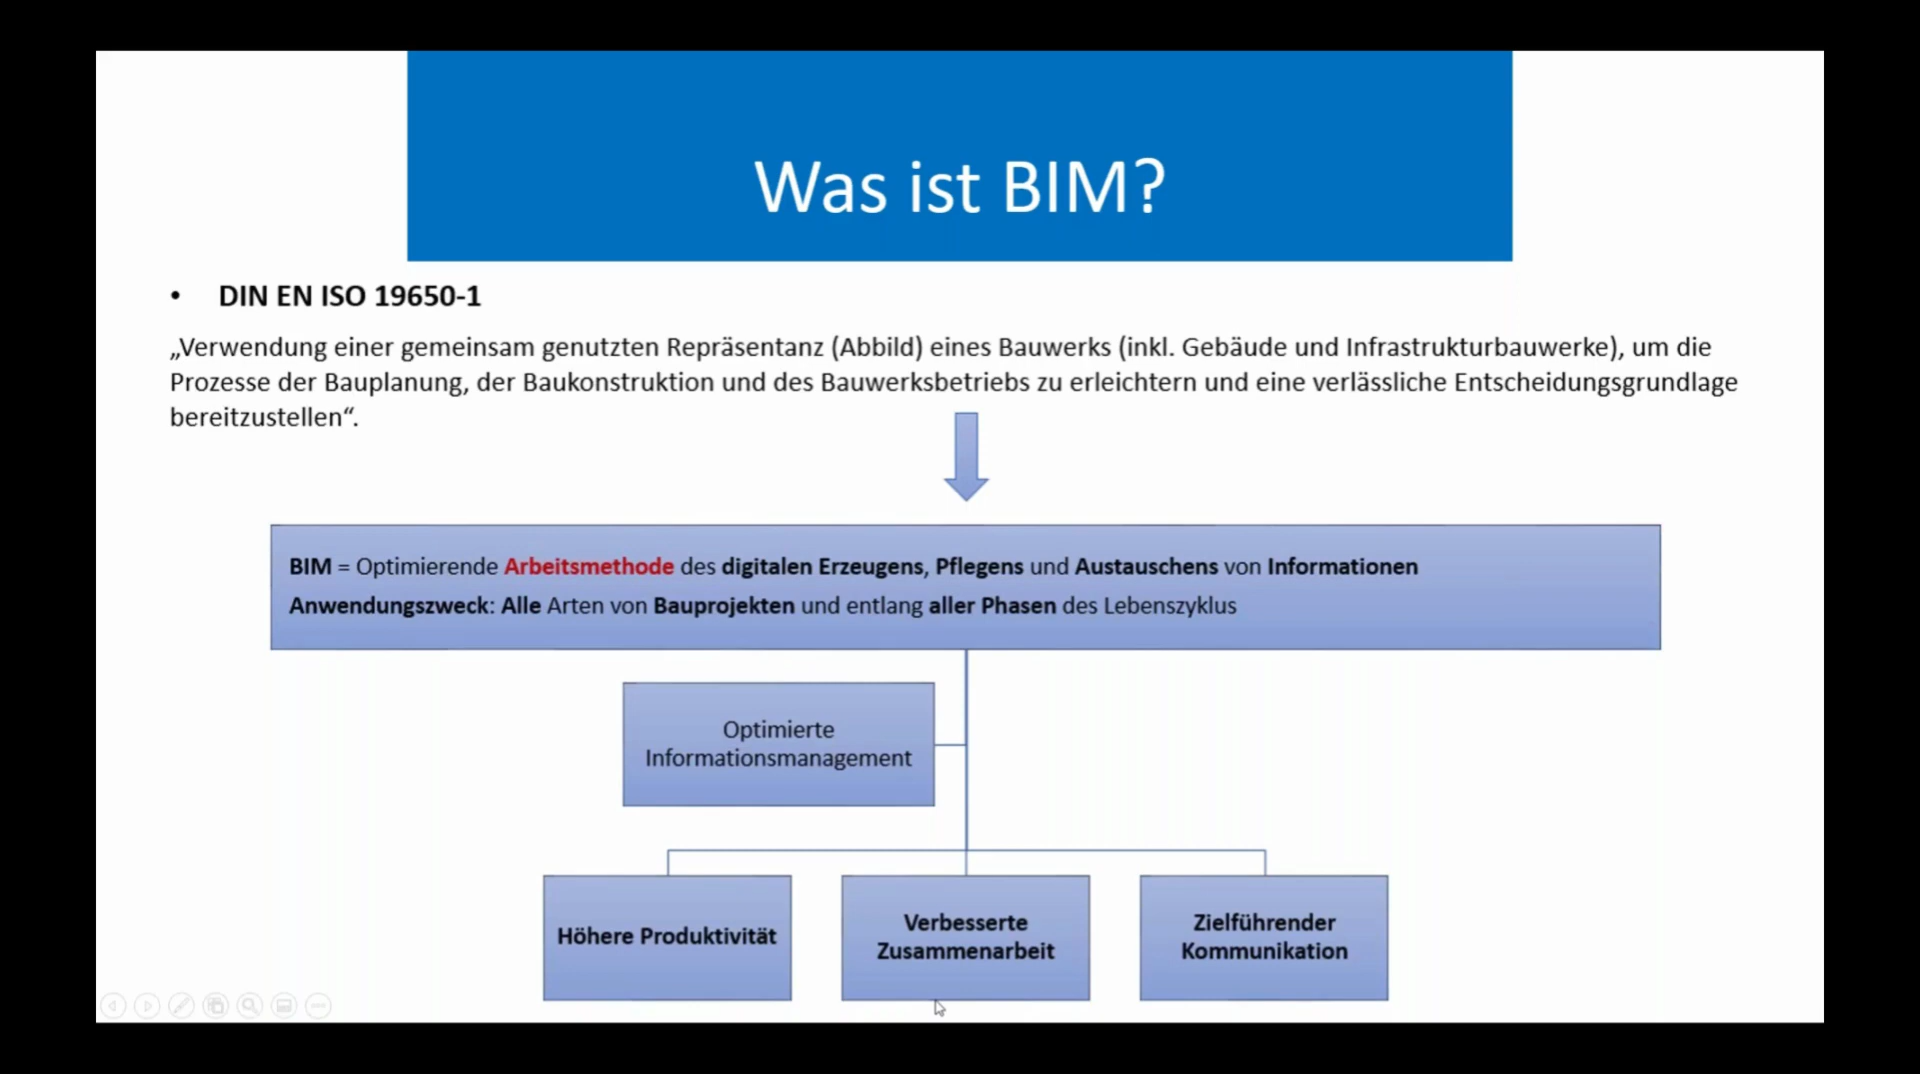 Was ist BIM?
• DIN EN ISO 19650-1
„Verwendung einer gemeinsam genutzten Repräsentanz (Abbild) eines Bauwerks (inkl. Gebäude und Infrastrukturbauwerke), um die
Prozesse der Bauplanung, der Baukonstruktion und des Bauwerksbetriebs zu erleichtern und eine verlässliche Entscheidungsgrundlage
bereitzustellen“.
BIM = Optimierende Arbeitsmethode des digitalen Erzeugens, Pflegens und Austauschens von Informationen
Anwendungszweck: Alle Arten von Bauprojekten und entlang aller Phasen des Lebenszyklus
Optimierte
Informationsmanagement
Höhere Produktivität
Verbesserte
Zusammenarbeit
Zielführender
Kommunikation